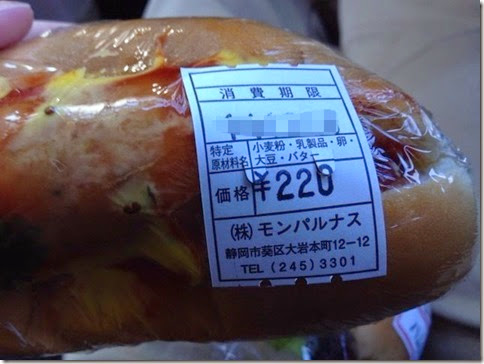 消費期限
特定 小麦粉・乳製品・卵・
原材料名 大豆・バター
価格 ¥220
(株) モンパルナス
静岡市葵区大岩本町12-12
TEL (245) 3301